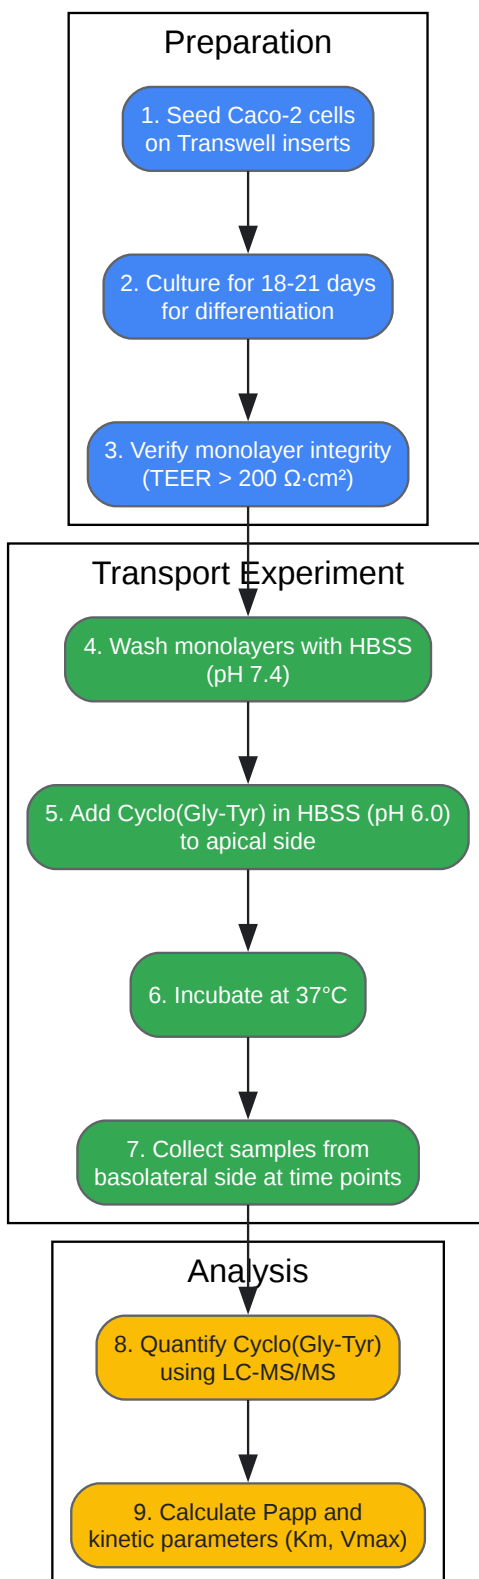 Preparation
1. Seed Caco-2 cells
on Transwell inserts
2. Culture for 18-21 days
for differentiation
3. Verify monolayer integrity
(TEER > 200 Ω·cm²)
Transport Experiment
4. Wash monolayers with HBSS
(pH 7.4)
5. Add Cyclo(Gly-Tyr) in HBSS (pH 6.0)
to apical side
6. Incubate at 37°C
7. Collect samples from
basolateral side at time points
Analysis
8. Quantify Cyclo(Gly-Tyr)
using LC-MS/MS
9. Calculate Papp and
kinetic parameters (Km, Vmax)